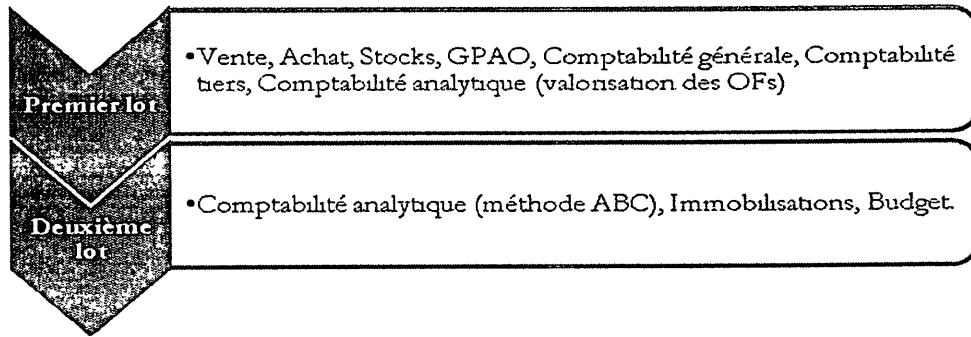 Premier lot
•Vente, Achat, Stocks, GPAO, Comptabilité générale, Comptabilité
tiers, Comptabilité analytique (valorisation des OFs)
Deuxième
lot
•Comptabilité analytique (méthode ABC), Immobilisations, Budget.